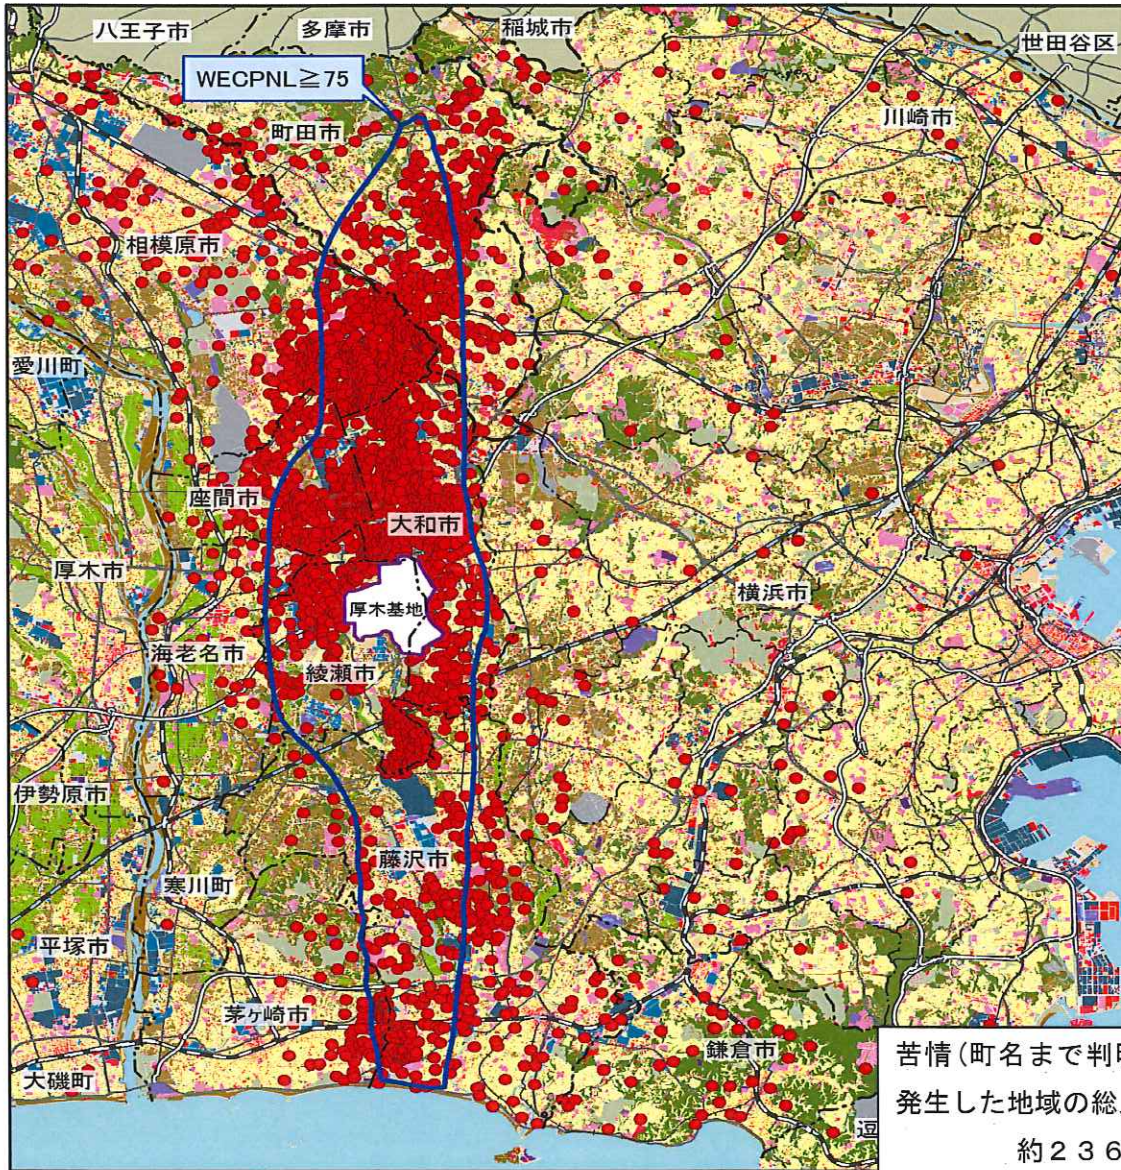 八王子市
多摩市
稲城市
世田谷区
WECPNL≧75
町田市
川崎市
相模原市
愛川町
座間市
大和市
厚木市
厚木基地
横浜市
海老名市
綾瀬市
伊勢原市
藤沢市
寒川町
平塚市
茅ヶ崎市
鎌倉市
大磯町
逗
苦情(町名まで判
発生した地域の総
約236